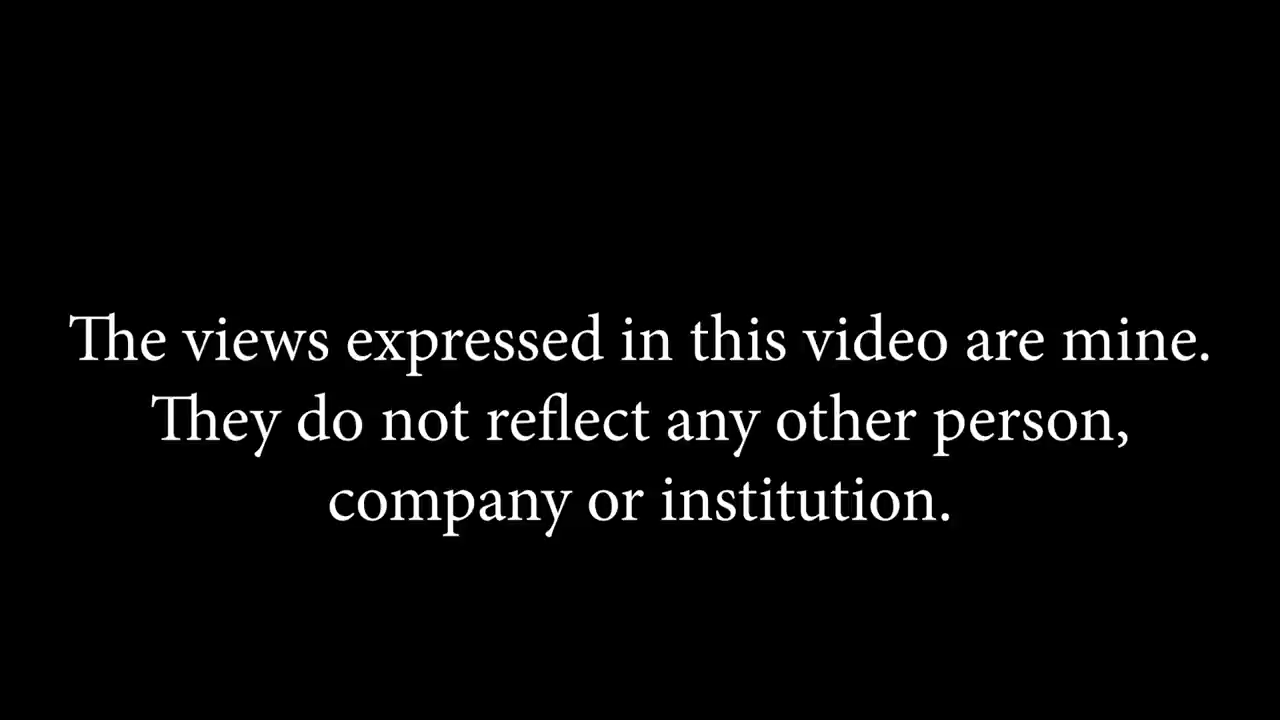 The views expressed in this video are mine.
They do not reflect any other person,
company or institution.